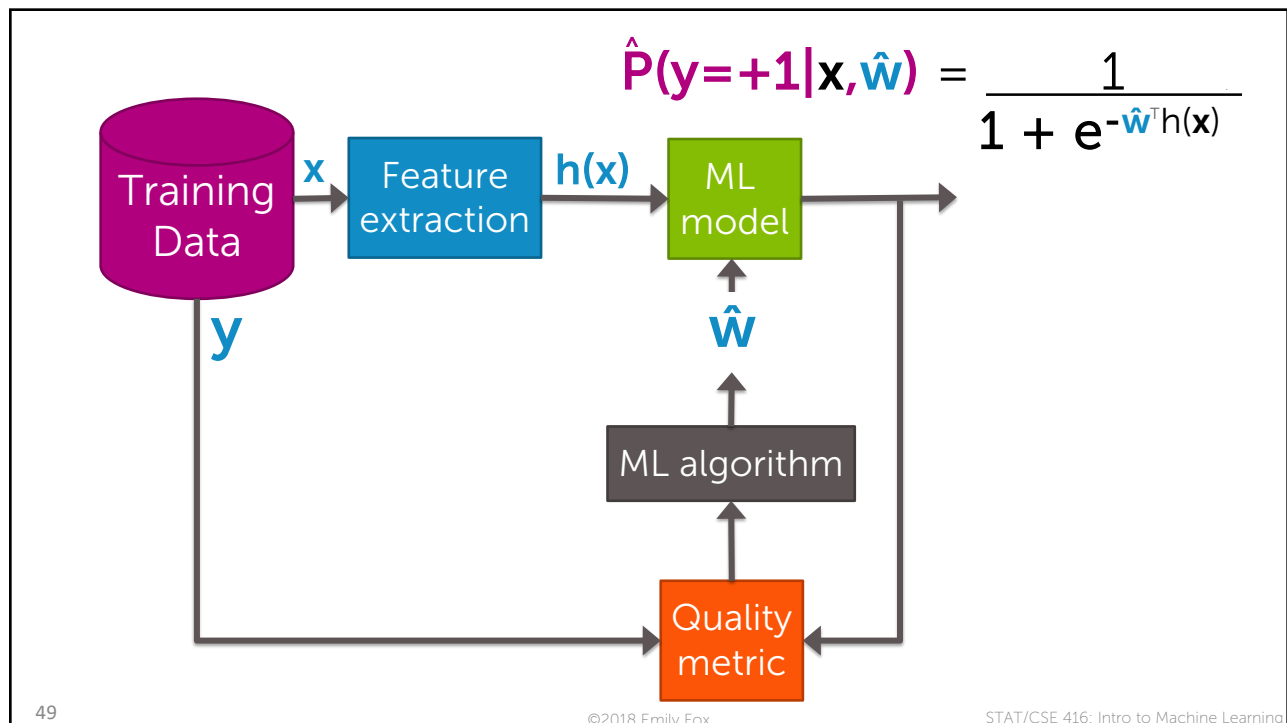 P̂(y=+1|x,ŵ) = 1
1 + e^-ŵᵀh(x)
Training
Data
x
Feature
extraction
h(x)
ML
model
y
ŵ
ML algorithm
Quality
metric
49
©2018 Emily Fox
STAT/CSE 416: Intro to Machine Learning